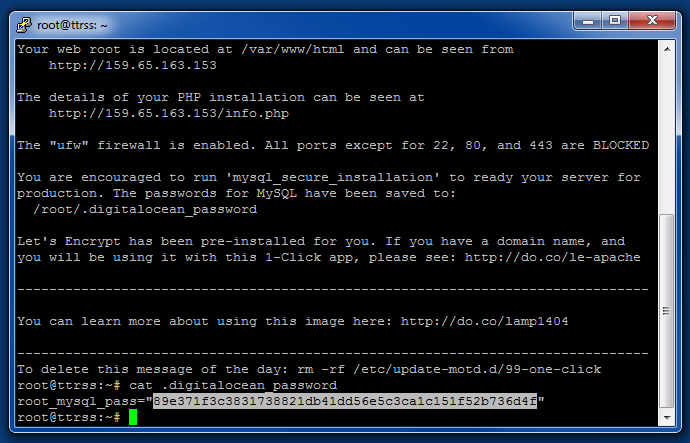 root@ttrss: ~
Your web root is located at /var/www/html and can be seen from
http://159.65.163.153
The details of your PHP installation can be seen at
http://159.65.163.153/info.php
The "ufw" firewall is enabled. All ports except for 22, 80, and 443 are BLOCKED
You are encouraged to run 'mysql_secure_installation' to ready your server for
production. The passwords for MySQL have been saved to:
/root/.digitalocean_password
Let's Encrypt has been pre-installed for you. If you have a domain name, and
you will be using it with this 1-Click app, please see: http://do.co/le-apache
-------------------------------------------------------------------------------
You can learn more about using this image here: http://do.co/lamp1404
-------------------------------------------------------------------------------
To delete this message of the day: rm -rf /etc/update-motd.d/99-one-click
root@ttrss:~# cat .digitalocean_password
root_mysql_pass="89e371f3c3831738821db41dd56e5c3ca1c151f52b736d4f"
root@ttrss:~#